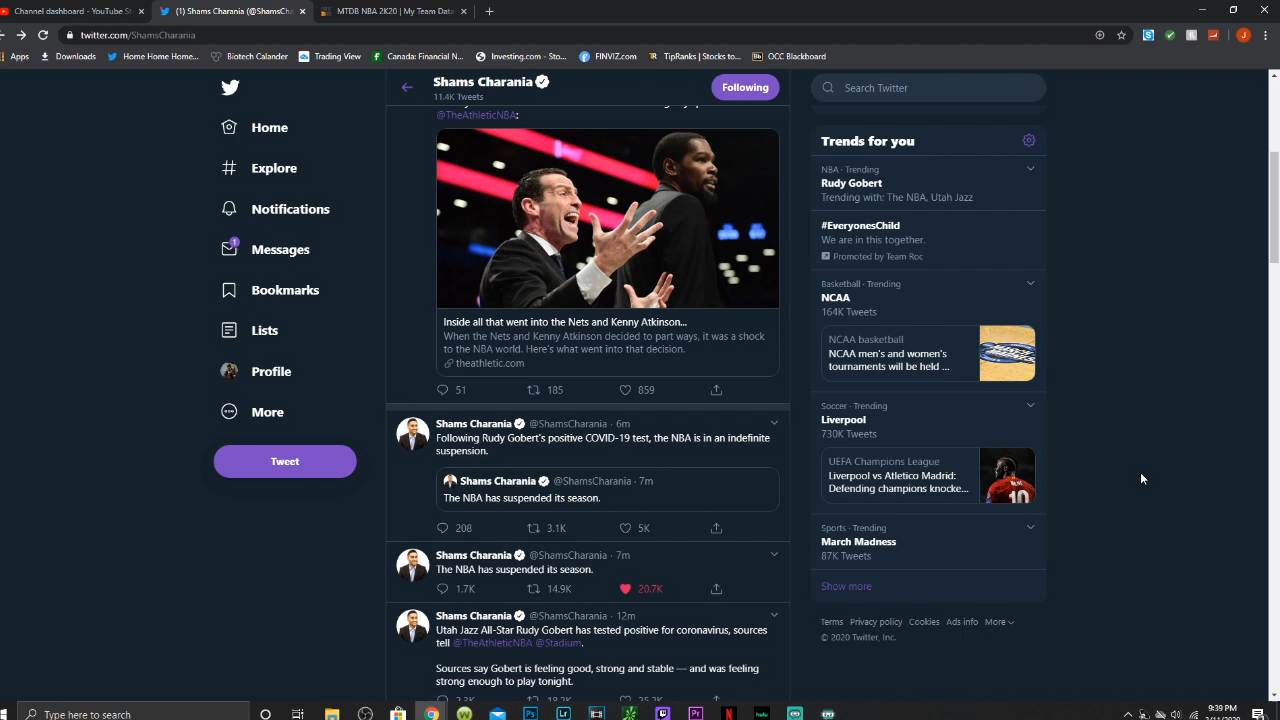 Channel dashboard - YouTube St
(1) Shams Charania (@ShamsChar
MTDB NBA 2K20 | My Team Data
twitter.com/ShamsCharania
Apps
Downloads
Home Home Home...
Biotech Calander
Trading View
Canada: Financial N...
Investing.com - Stoc...
FINVIZ.com
TipRanks | Stocks to...
OCC Blackboard
J
Home
Explore
Notifications
1
Messages
Bookmarks
Lists
Profile
More
Tweet
Shams Charania
11.4K Tweets
Following
@TheAthleticNBA:
Inside all that went into the Nets and Kenny Atkinson...
When the Nets and Kenny Atkinson decided to part ways, it was a shock
to the NBA world. Here's what went into that decision.
theathletic.com
51 185 859
Shams Charania @ShamsCharania · 6m
Following Rudy Gobert's positive COVID-19 test, the NBA is in an indefinite
suspension.
Shams Charania @ShamsCharania · 7m
The NBA has suspended its season.
208 3.1K 5K
Shams Charania @ShamsCharania · 7m
The NBA has suspended its season.
1.7K 14.9K 20.7K
Shams Charania @ShamsCharania · 12m
Utah Jazz All-Star Rudy Gobert has tested positive for coronavirus, sources
tell @TheAthleticNBA @Stadium.
Sources say Gobert is feeling good, strong and stable — and was feeling
strong enough to play tonight.
2.3K 18.2K 25.2K
Search Twitter
Trends for you
NBA · Trending
Rudy Gobert
Trending with: The NBA, Utah Jazz
#EveryonesChild
We are in this together.
Promoted by Team Roc
Basketball · Trending
NCAA
164K Tweets
NCAA basketball
NCAA men's and women's
tournaments will be held ...
Soccer · Trending
Liverpool
730K Tweets
UEFA Champions League
Liverpool vs Atletico Madrid:
Defending champions knocke...
10
Sports · Trending
March Madness
87K Tweets
Show more
Terms Privacy policy Cookies Ads info More
© 2020 Twitter, Inc.
Type here to search
9:39 PM